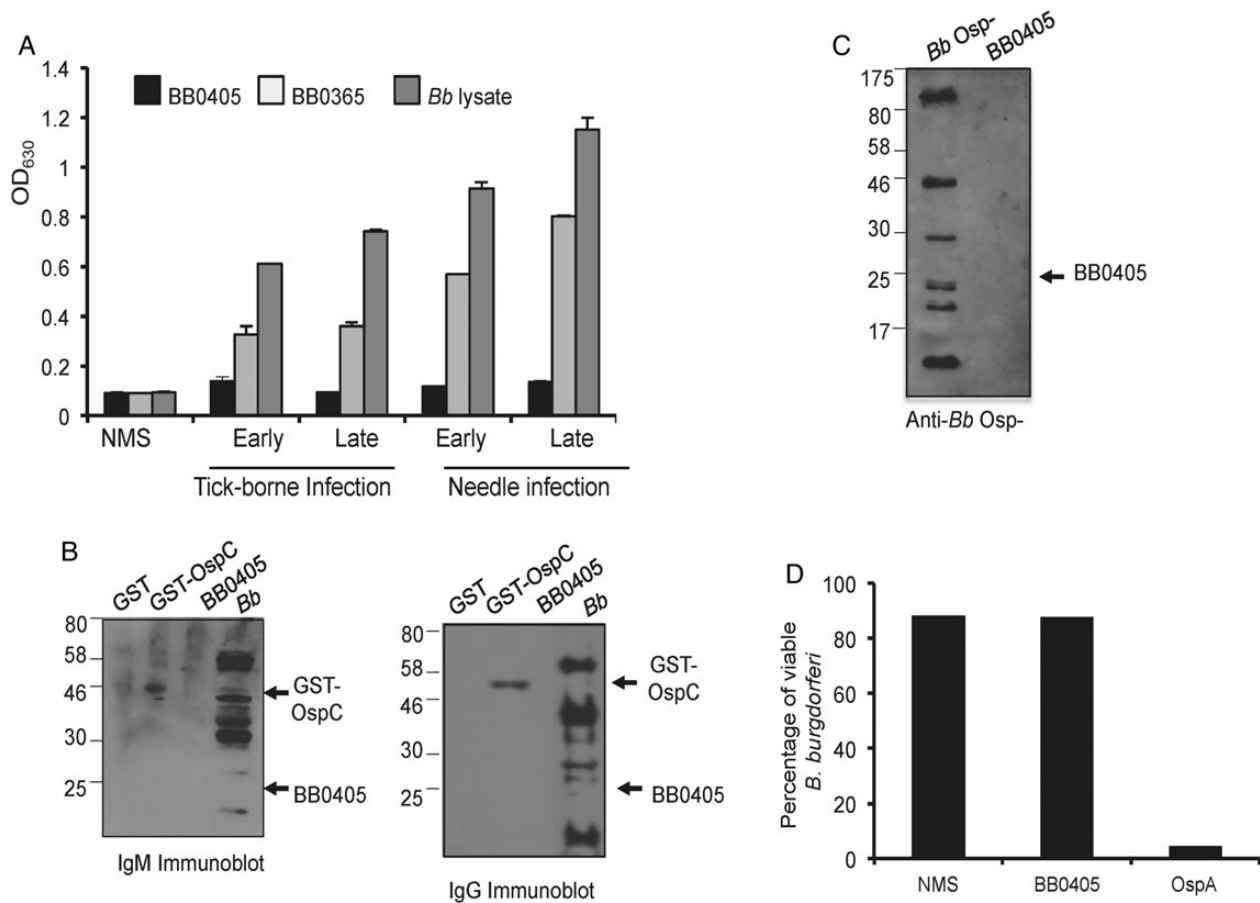 A
1.4
1.2
1
0.8
0.6
0.4
0.2
0
OD630
BB0405 BB0365 Bb lysate
NMS Early Late Early Late
Tick-borne Infection Needle infection
C
Bb Osp- BB0405
175
80
58
46
30
25
17
BB0405
Anti-Bb Osp-
B
GST GST-OspC BB0405 Bb
80
58
46
30
25
GST-
OspC
BB0405
IgM Immunoblot
GST GST-OspC BB0405 Bb
80
58
46
30
25
GST-
OspC
BB0405
IgG Immunoblot
D
Percentage of viable
B. burgdorferi
100
80
60
40
20
0
NMS BB0405 OspA